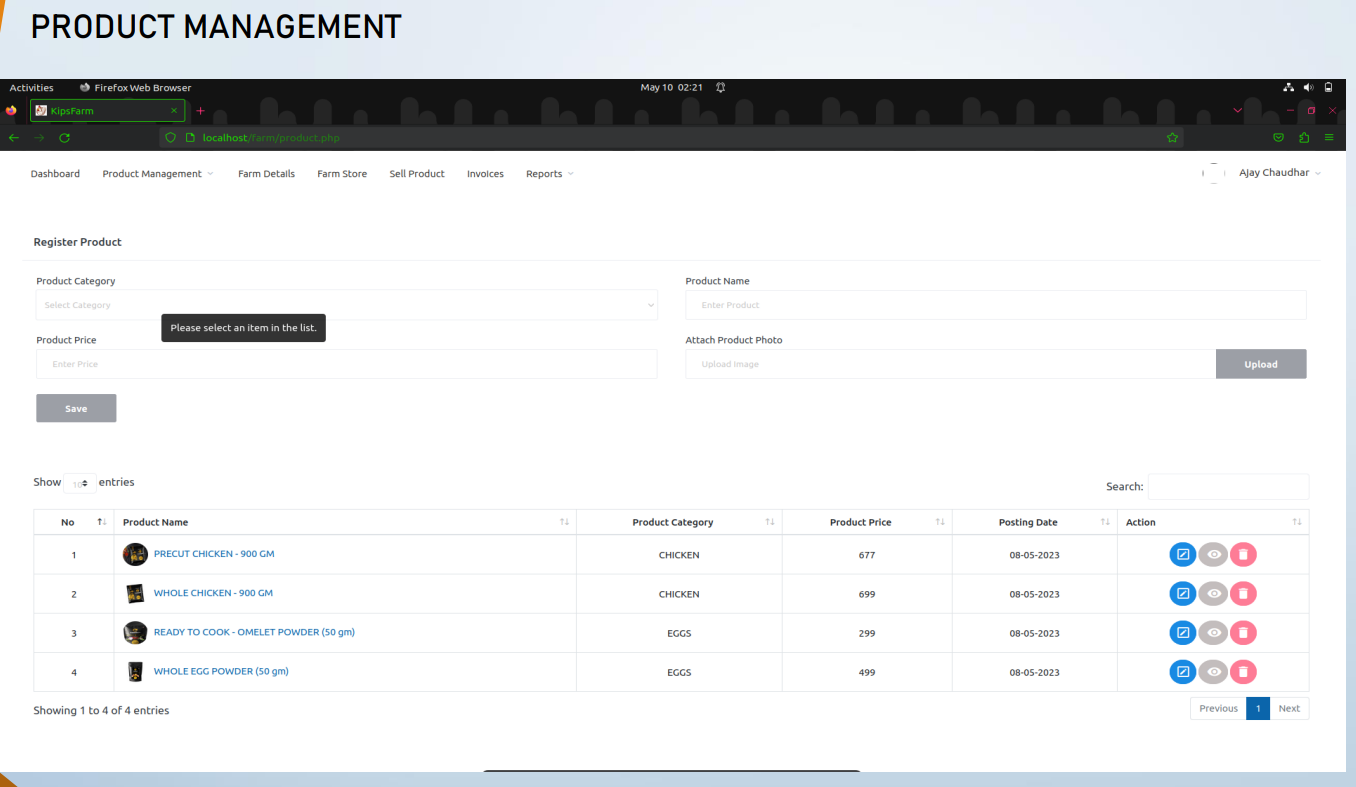 PRODUCT MANAGEMENT
Activities Firefox Web Browser May 10 02:21
KipsFarm
localhost/farm/product.php
Dashboard Product Management Farm Details Farm Store Sell Product Invoices Reports Ajay Chaudhar
Register Product
Product Category Product Name
Select Category Enter Product
Please select an item in the list.
Product Price Attach Product Photo
Enter Price Upload Image Upload
Save
Show 10 entries Search:
No Product Name Product Category Product Price Posting Date Action
1 PRECUT CHICKEN - 900 GM CHICKEN 677 08-05-2023
2 WHOLE CHICKEN - 900 GM CHICKEN 699 08-05-2023
3 READY TO COOK - OMELET POWDER (50 gm) EGGS 299 08-05-2023
4 WHOLE EGG POWDER (50 gm) EGGS 499 08-05-2023
Showing 1 to 4 of 4 entries Previous 1 Next